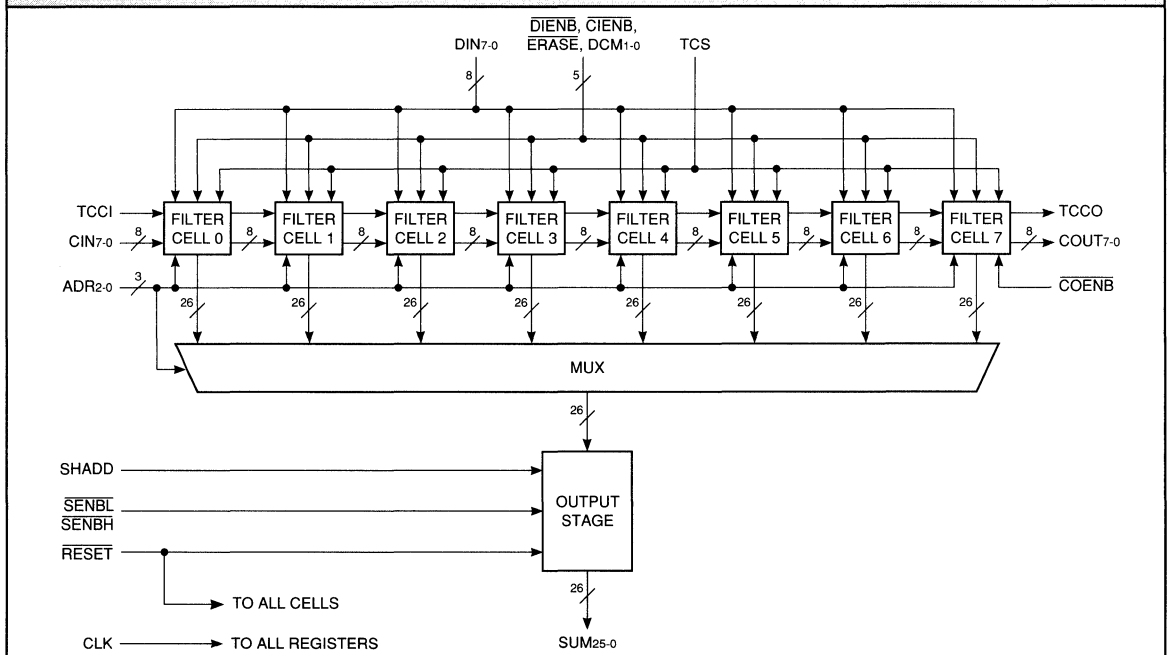 DIENB, CIENB,
DIN7-0 ERASE, DCM1-0 TCS
8 5
TCCI FILTER CELL 0 FILTER CELL 1 FILTER CELL 2 FILTER CELL 3 FILTER CELL 4 FILTER CELL 5 FILTER CELL 6 FILTER CELL 7 TCCO
CIN7-0 8 8 8 8 8 8 8 8 8 COUT7-0
ADR2-0 3 COENB
26 26 26 26 26 26 26 26
MUX
26
SHADD
SENBL
SENBH
OUTPUT
STAGE
RESET
26
TO ALL CELLS
CLK TO ALL REGISTERS
SUM25-0